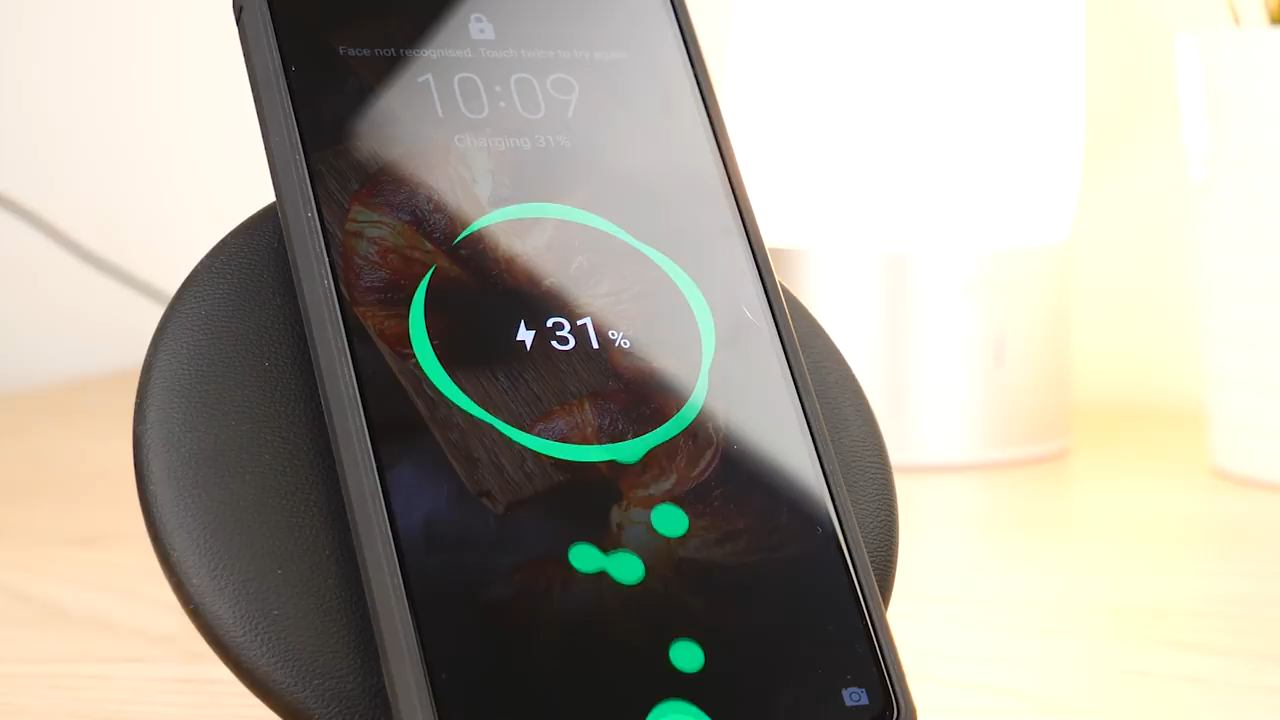 Face not recognised. Touch twice to try again
10:09
Charging 31%
31%